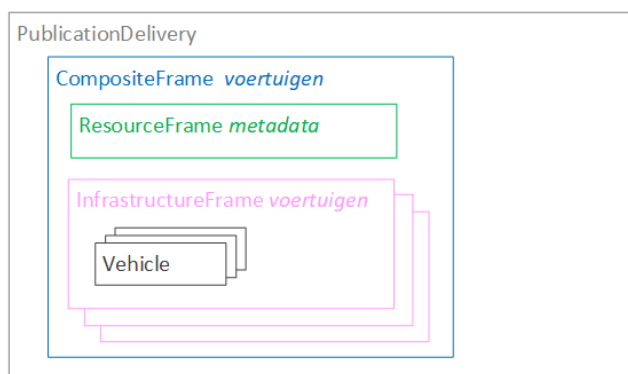 PublicationDelivery
CompositeFrame voertuigen
ResourceFrame metadata
InfrastructureFrame voertuigen
Vehicle